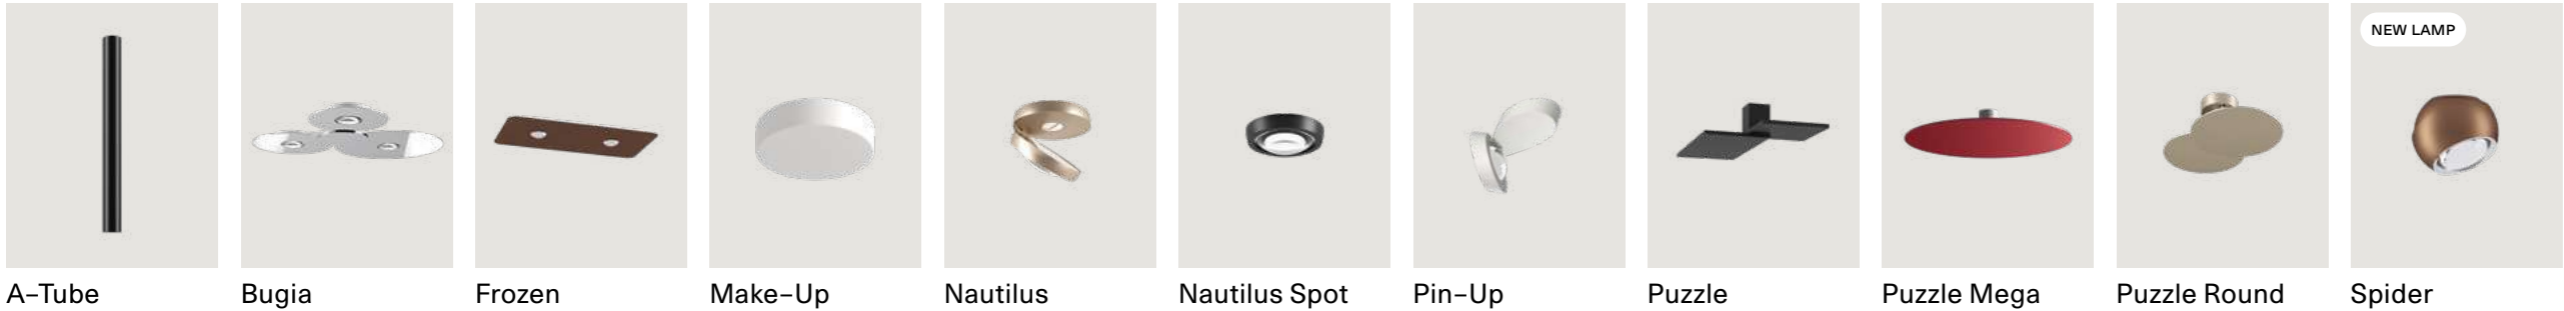 NEW LAMP
A-Tube
Bugia
Frozen
Make-Up
Nautilus
Nautilus Spot
Pin-Up
Puzzle
Puzzle Mega
Puzzle Round
Spider